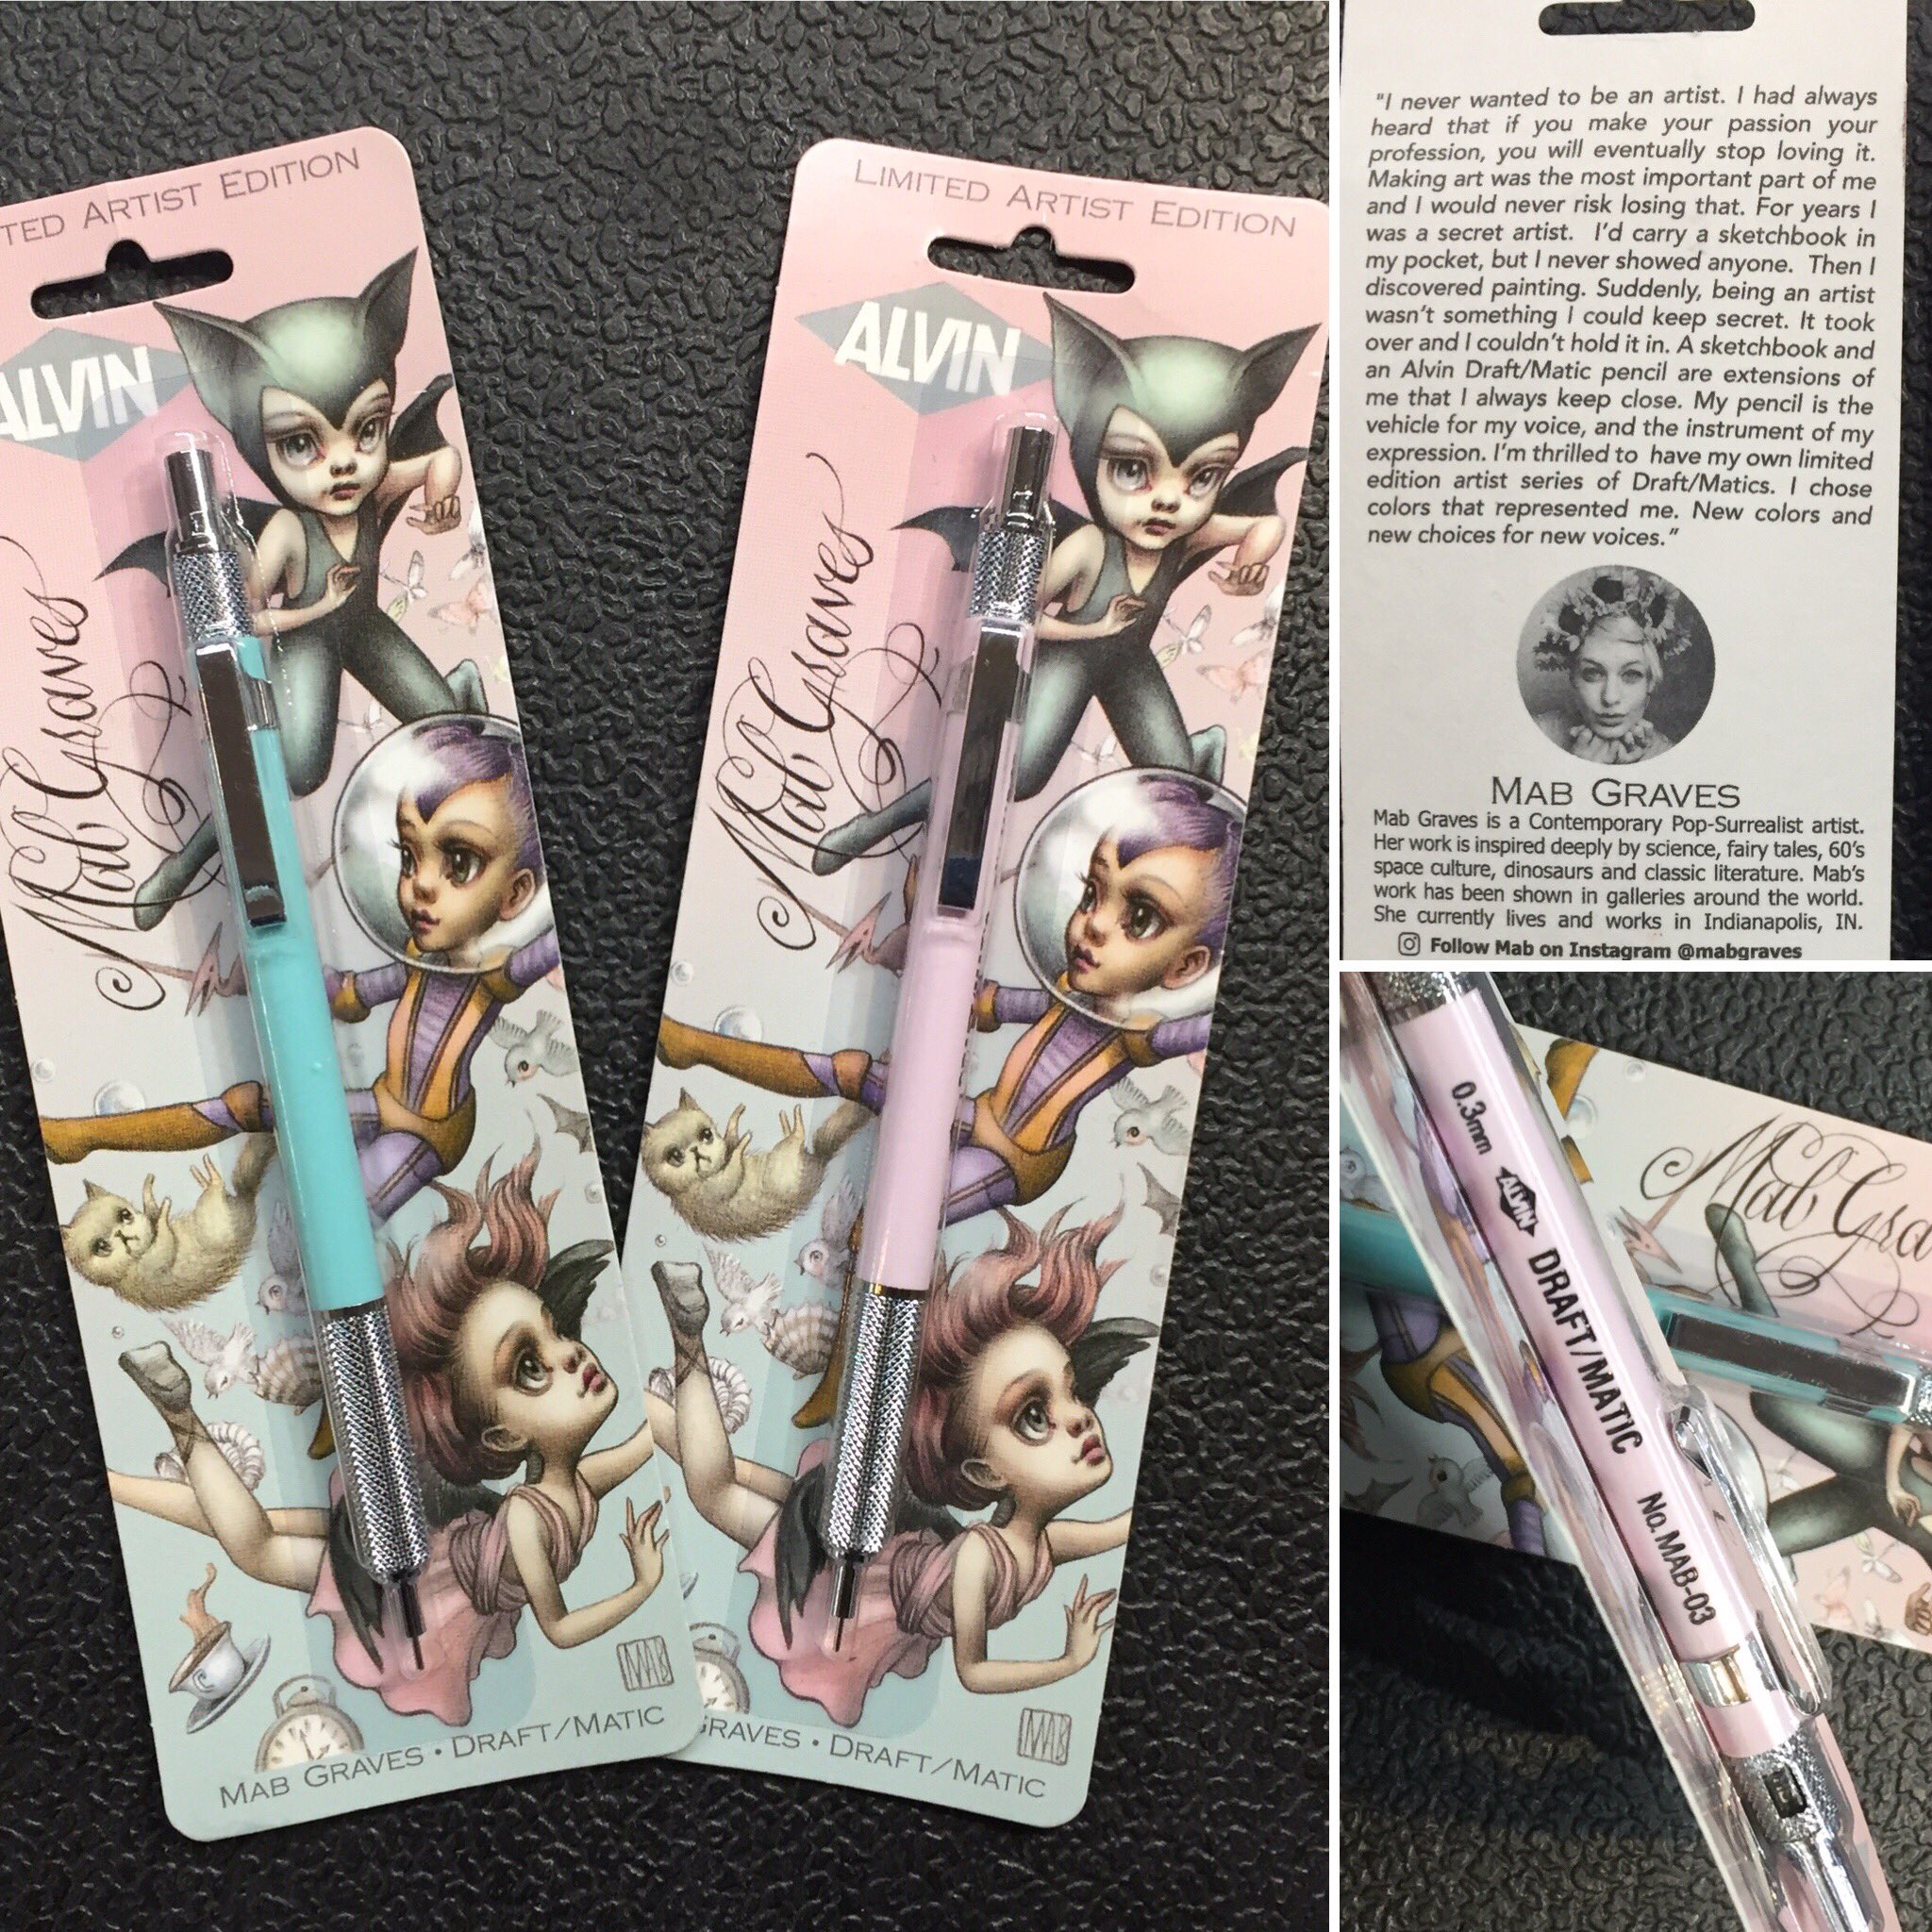 TED ARTIST EDITION
ALVIN
Mab Graves
MAB
MAB GRAVES • DRAFT/MATIC
LIMITED ARTIST EDITION
ALVIN
Mab Graves
MAB
GRAVES • DRAFT/MATIC
"I never wanted to be an artist. I had always
heard that if you make your passion your
profession, you will eventually stop loving it.
Making art was the most important part of me
and I would never risk losing that. For years I
was a secret artist. I'd carry a sketchbook in
my pocket, but I never showed anyone. Then I
discovered painting. Suddenly, being an artist
wasn't something I could keep secret. It took
over and I couldn't hold it in. A sketchbook and
an Alvin Draft/Matic pencil are extensions of
me that I always keep close. My pencil is the
vehicle for my voice, and the instrument of my
expression. I'm thrilled to have my own limited
edition artist series of Draft/Matics. I chose
colors that represented me. New colors and
new choices for new voices."
MAB GRAVES
Mab Graves is a Contemporary Pop-Surrealist artist.
Her work is inspired deeply by science, fairy tales, 60's
space culture, dinosaurs and classic literature. Mab's
work has been shown in galleries around the world.
She currently lives and works in Indianapolis, IN.
Follow Mab on Instagram @mabgraves
0.3mm ALVIN DRAFT/MATIC No.MAB-03
Mab Gra